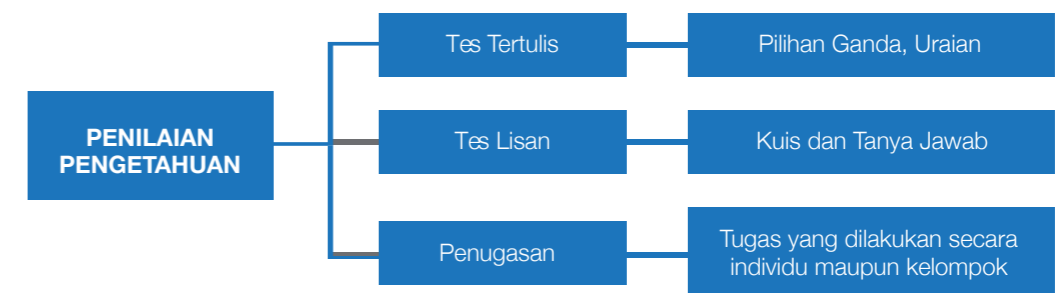 Tes Tertulis
Pilihan Ganda, Uraian
PENILAIAN
PENGETAHUAN
Tes Lisan
Kuis dan Tanya Jawab
Penugasan
Tugas yang dilakukan secara
individu maupun kelompok